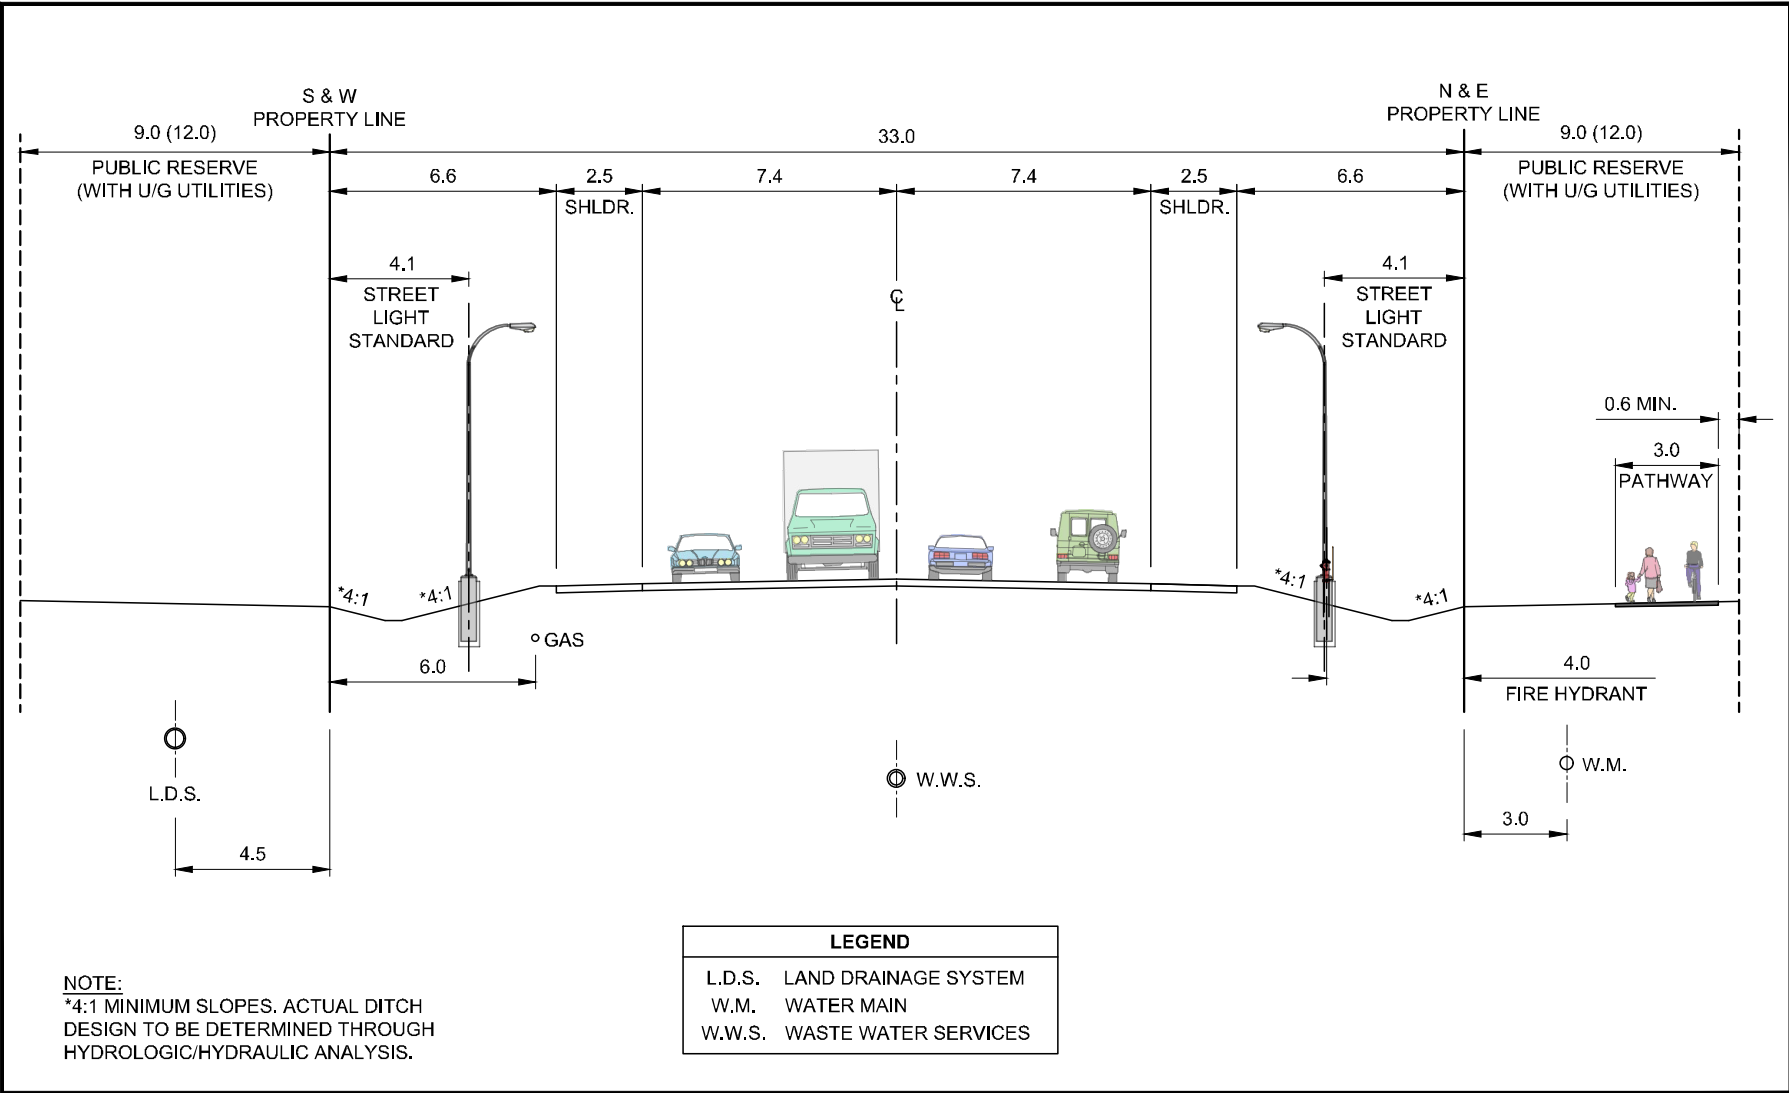 S & W
PROPERTY LINE
N & E
PROPERTY LINE
9.0 (12.0)
33.0
9.0 (12.0)
PUBLIC RESERVE
(WITH U/G UTILITIES)
6.6
2.5
7.4
7.4
2.5
6.6
PUBLIC RESERVE
(WITH U/G UTILITIES)
SHLDR.
SHLDR.
4.1
STREET
LIGHT
STANDARD
℄
4.1
STREET
LIGHT
STANDARD
0.6 MIN.
3.0
PATHWAY
*4:1
*4:1
*4:1
*4:1
GAS
6.0
4.0
FIRE HYDRANT
L.D.S.
W.W.S.
W.M.
4.5
3.0
LEGEND
L.D.S. LAND DRAINAGE SYSTEM
W.M. WATER MAIN
W.W.S. WASTE WATER SERVICES
NOTE:
*4:1 MINIMUM SLOPES. ACTUAL DITCH
DESIGN TO BE DETERMINED THROUGH
HYDROLOGIC/HYDRAULIC ANALYSIS.